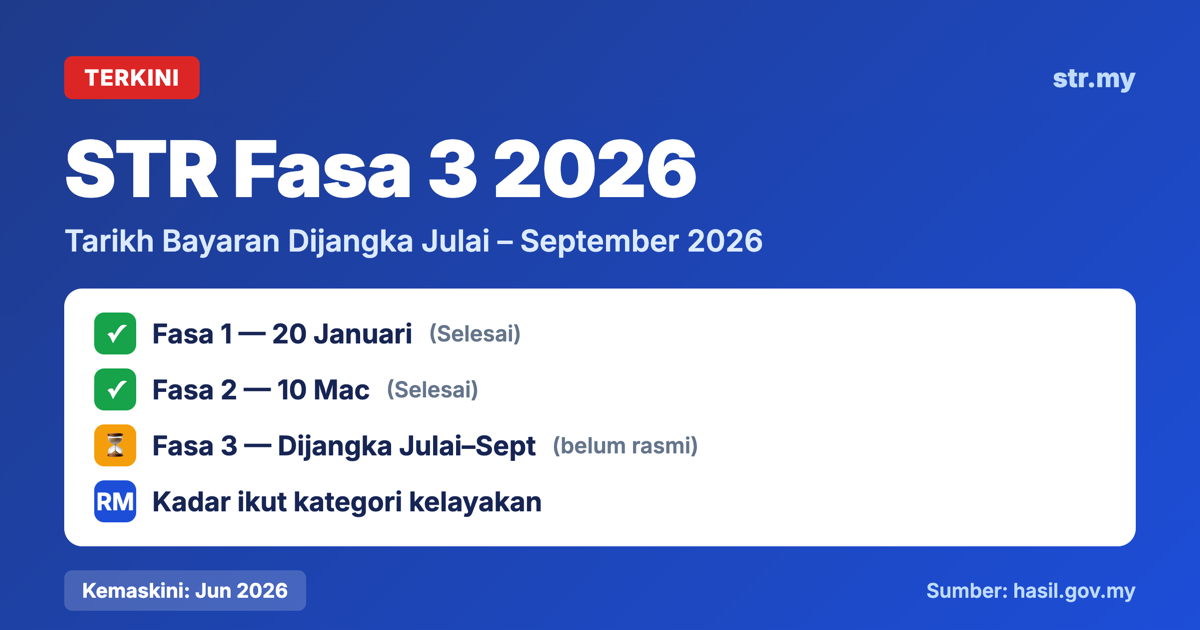 TERKINI
str.my
STR Fasa 3 2026
Tarikh Bayaran Dijangka Julai – September 2026
✓ Fasa 1 — 20 Januari (Selesai)
✓ Fasa 2 — 10 Mac (Selesai)
⏳ Fasa 3 — Dijangka Julai–Sept (belum rasmi)
RM Kadar ikut kategori kelayakan
Kemaskini: Jun 2026
Sumber: hasil.gov.my